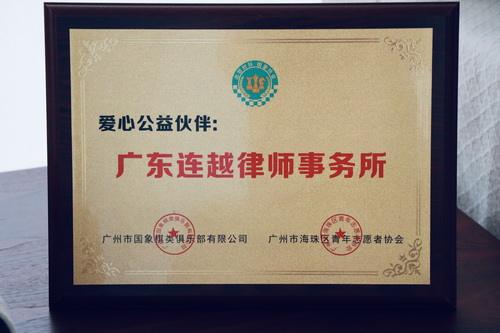 爱心公益伙伴:
广东连越律师事务所
广州市国象棋类俱乐部有限公司 广州市海珠区青年志愿者协会